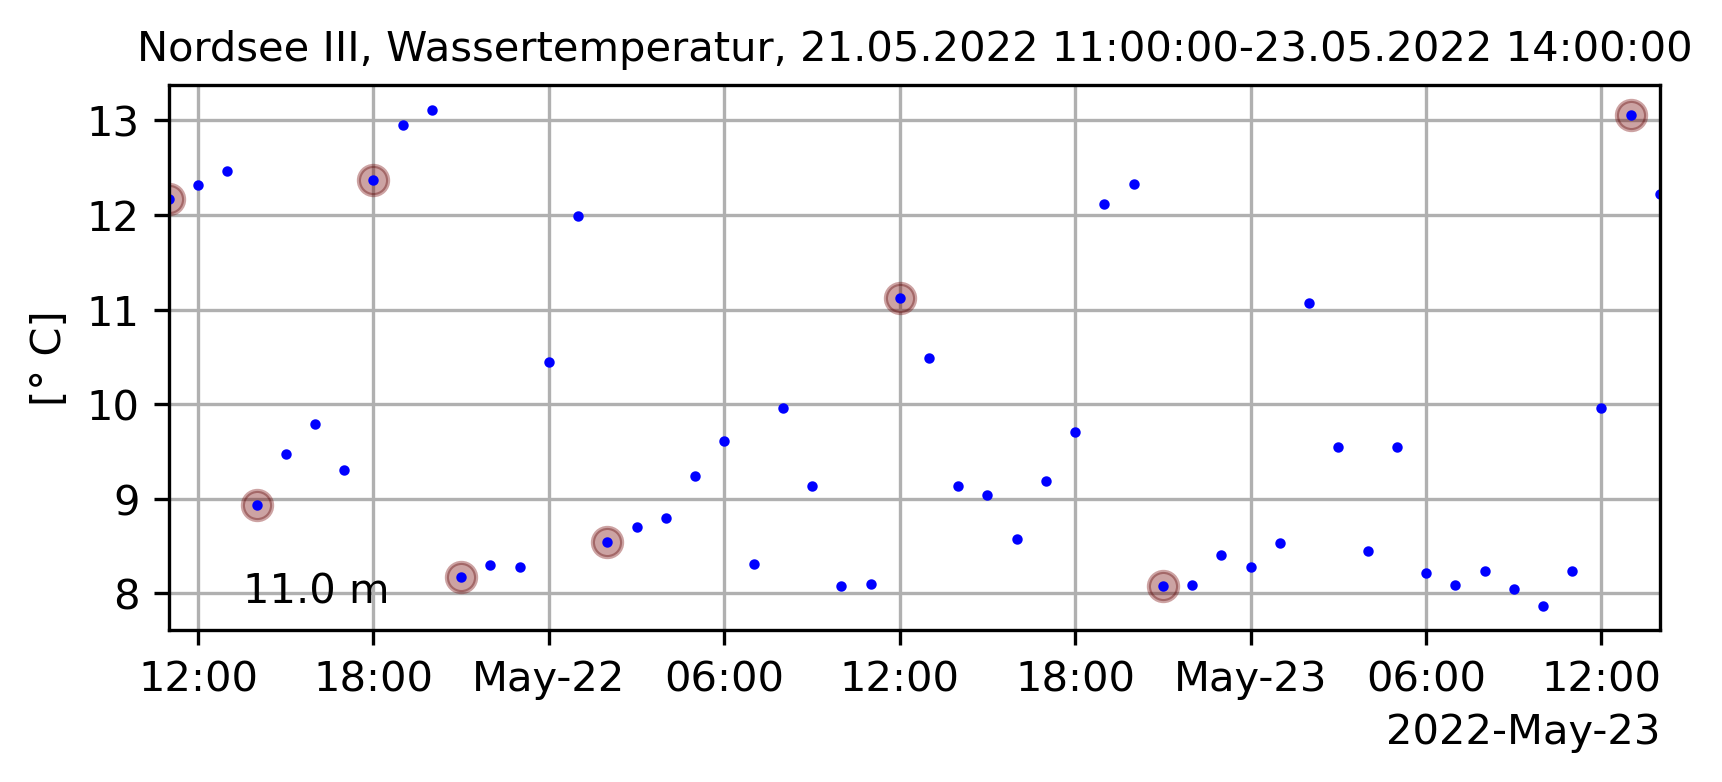 Nordsee III, Wassertemperatur, 21.05.2022 11:00:00-23.05.2022 14:00:00
[° C]
13
12
11
10
9
8
11.0 m
12:00 18:00 May-22 06:00 12:00 18:00 May-23 06:00 12:00
2022-May-23